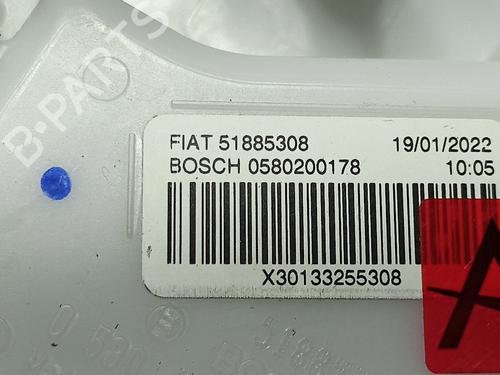 B-PARTS
FIAT 51885308 19/01/2022
BOSCH 0580200178 10:05
X30133255308
A